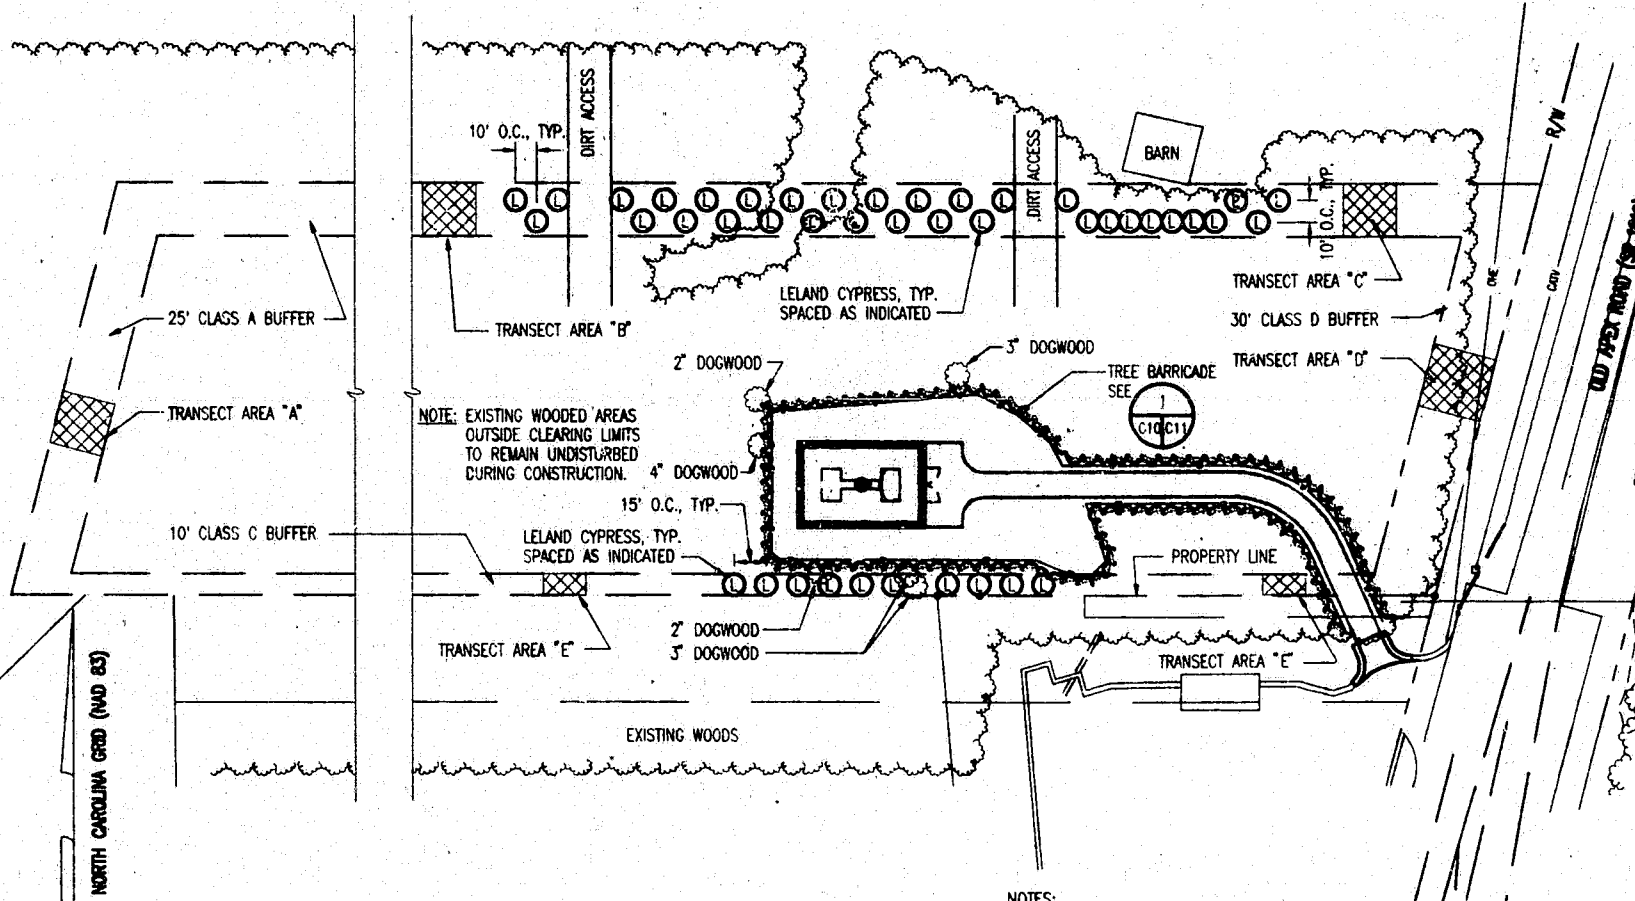 10' O.C., TYP.
DIRT ACCESS
DIRT ACCESS
BARN
10' O.C., TYP.
R/W
OHE
CATV
OLD APEX ROAD
25' CLASS A BUFFER
TRANSECT AREA "B"
LELAND CYPRESS, TYP.
SPACED AS INDICATED
TRANSECT AREA "C"
30' CLASS D BUFFER
TRANSECT AREA "D"
2" DOGWOOD
3" DOGWOOD
TREE BARRICADE
SEE
1
C10 C11
TRANSECT AREA "A"
NOTE: EXISTING WOODED AREAS
OUTSIDE CLEARING LIMITS
TO REMAIN UNDISTURBED
DURING CONSTRUCTION.
4" DOGWOOD
15' O.C., TYP.
10' CLASS C BUFFER
LELAND CYPRESS, TYP.
SPACED AS INDICATED
PROPERTY LINE
2" DOGWOOD
3" DOGWOOD
TRANSECT AREA "E"
TRANSECT AREA "E"
EXISTING WOODS
NORTH CAROLINA GRID (NAD 83)
NOTES: